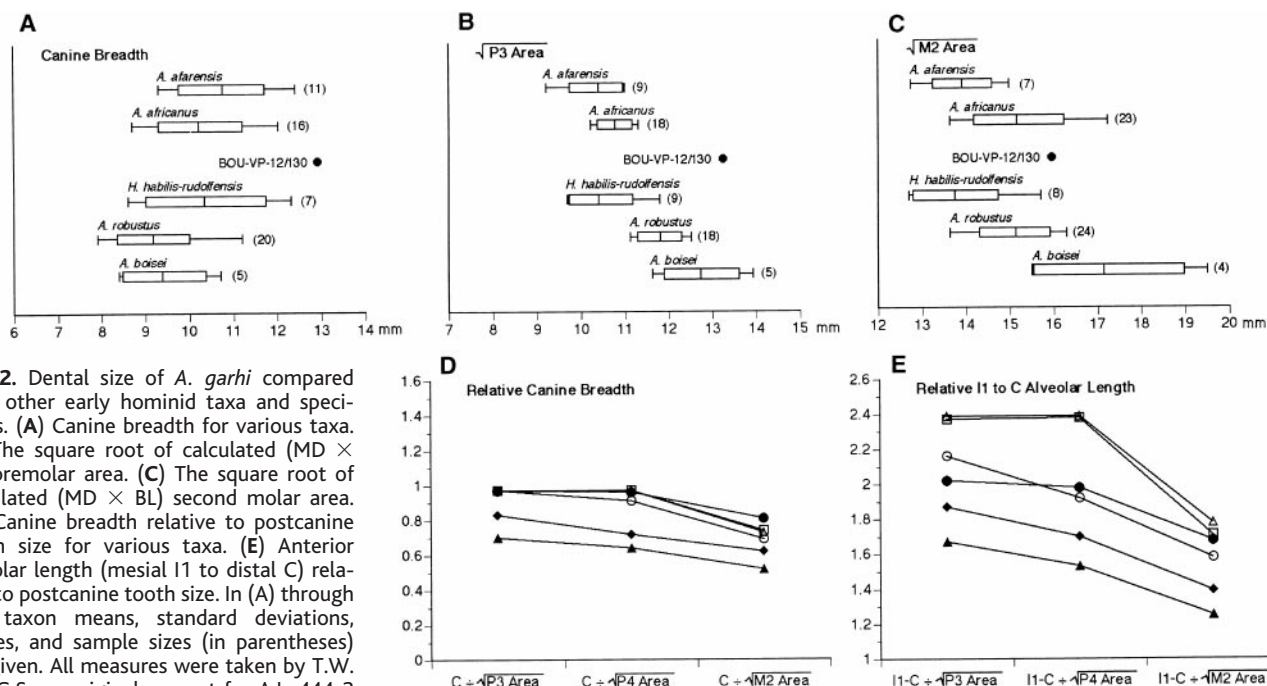 A
Canine Breadth
A. afarensis
(11)
A. africanus
(16)
BOU-VP-12/130
H. habilis-rudolfensis
(7)
A. robustus
(20)
A. boisei
(5)
6 7 8 9 10 11 12 13 14 mm
B
√P3 Area
A. afarensis
(9)
A. africanus
(18)
BOU-VP-12/130
H. habilis-rudolfensis
(9)
A. robustus
(18)
A. boisei
(5)
7 8 9 10 11 12 13 14 15 mm
C
√M2 Area
A. afarensis
(7)
A. africanus
(23)
BOU-VP-12/130
H. habilis-rudolfensis
(8)
A. robustus
(24)
A. boisei
(4)
12 13 14 15 16 17 18 19 20 mm
2. Dental size of A. garhi compared
other early hominid taxa and speci-
s. (A) Canine breadth for various taxa.
The square root of calculated (MD ×
oremolar area. (C) The square root of
ulated (MD × BL) second molar area.
Canine breadth relative to postcanine
size for various taxa. (E) Anterior
olar length (mesial I1 to distal C) rela-
to postcanine tooth size. In (A) through
taxon means, standard deviations,
es, and sample sizes (in parentheses)
iven. All measures were taken by T.W.
D
Relative Canine Breadth
1.6
1.4
1.2
1
0.8
0.6
0.4
0.2
0
C ÷ √P3 Area C ÷ √P4 Area C ÷ √M2 Area
E
Relative I1 to C Alveolar Length
2.6
2.4
2.2
2
1.8
1.6
1.4
1.2
1
I1-C ÷ √P3 Area I1-C ÷ √P4 Area I1-C ÷ √M2 Area